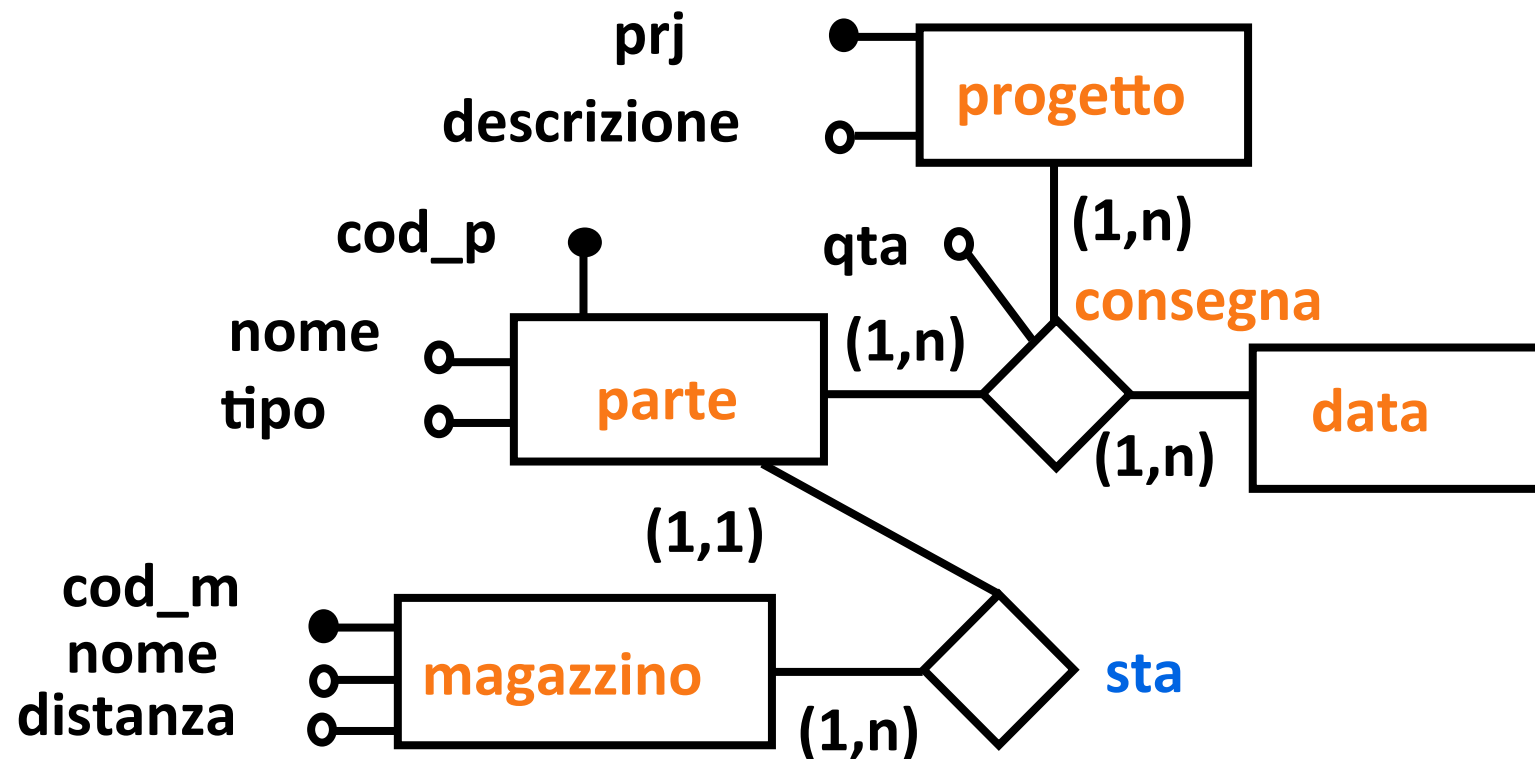 prj
progetto
descrizione
(1,n)
cod_p
qta
consegna
nome
(1,n)
tipo
parte
data
(1,n)
(1,1)
cod_m
nome
magazzino
sta
distanza
(1,n)